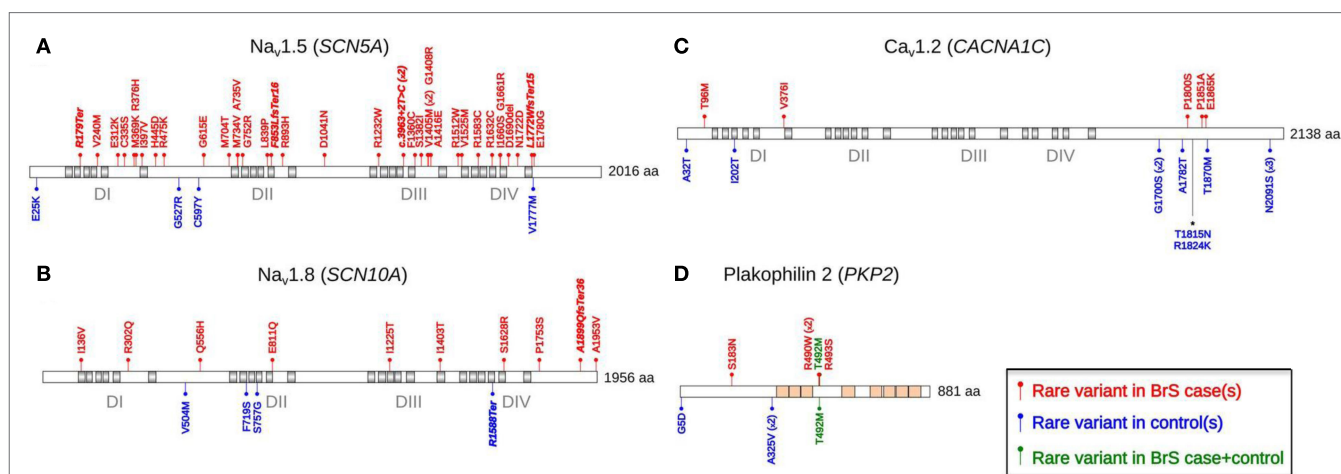 A
Nav1.5 (SCN5A)
R179Ter
V240M
E312K
C335S
M369K
R376H
I397V
H445D
R475K
G615E
M704T
M734V
A735V
G752R
L839P
F853LfsTer16
R893H
D1041N
R1232W
c.3963+2T>C (x2)
F1360C
S1382I
V1405M (x2)
G1408R
A1416E
R1512W
V1525M
R1583C
R1632C
I1660S
G1661R
D1690del
N1722D
L1772WfsTer15
E1780G
2016 aa
DI
DII
DIII
DIV
E25K
G527R
C597Y
V1777M
B
Nav1.8 (SCN10A)
I136V
R302Q
Q556H
E811Q
I1225T
I1403T
S1628R
P1753S
A1899QfsTer36
A1953V
1956 aa
DI
DII
DIII
DIV
V504M
F719S
S757G
R1588Ter
C
Cav1.2 (CACNA1C)
T96M
V376I
P1800S
P1851A
E1865K
2138 aa
DI
DII
DIII
DIV
A32T
I202T
G1700S (x2)
A1782T
*
T1815N
R1824K
T1870M
N2091S (x3)
D
Plakophilin 2 (PKP2)
S183N
R490W (x2)
T492M
R493S
881 aa
G5D
A325V (x2)
T492M
Rare variant in BrS case(s)
Rare variant in control(s)
Rare variant in BrS case+control